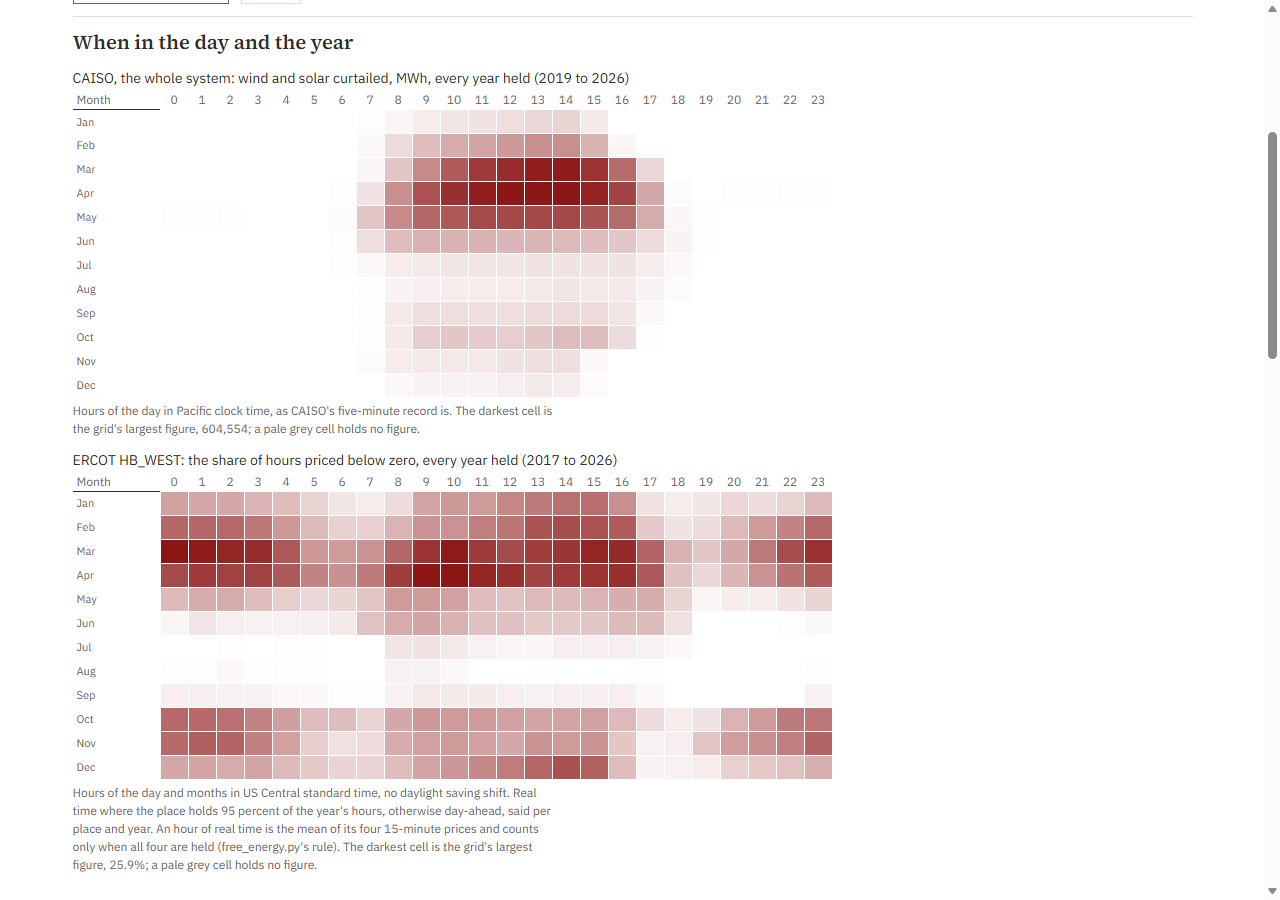 When in the day and the year
CAISO, the whole system: wind and solar curtailed, MWh, every year held (2019 to 2026)
Month 0 1 2 3 4 5 6 7 8 9 10 11 12 13 14 15 16 17 18 19 20 21 22 23
Jan
Feb
Mar
Apr
May
Jun
Jul
Aug
Sep
Oct
Nov
Dec
Hours of the day in Pacific clock time, as CAISO's five-minute record is. The darkest cell is
the grid's largest figure, 604,554; a pale grey cell holds no figure.
ERCOT HB_WEST: the share of hours priced below zero, every year held (2017 to 2026)
Month 0 1 2 3 4 5 6 7 8 9 10 11 12 13 14 15 16 17 18 19 20 21 22 23
Jan
Feb
Mar
Apr
May
Jun
Jul
Aug
Sep
Oct
Nov
Dec
Hours of the day and months in US Central standard time, no daylight saving shift. Real
time where the place holds 95 percent of the year's hours, otherwise day-ahead, said per
place and year. An hour of real time is the mean of its four 15-minute prices and counts
only when all four are held (free_energy.py's rule). The darkest cell is the grid's largest
figure, 25.9%; a pale grey cell holds no figure.